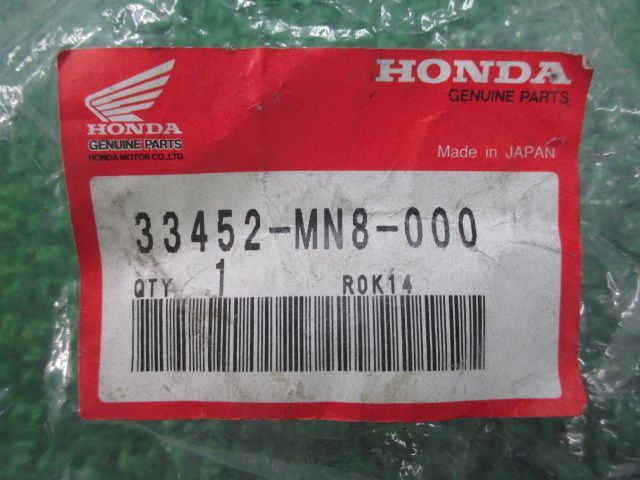 HONDA
GENUINE PARTS
HONDA MOTOR CO.,LTD.
HONDA
GENUINE PARTS
Made in JAPAN
33452-MN8-000
QTY 1 R0K14